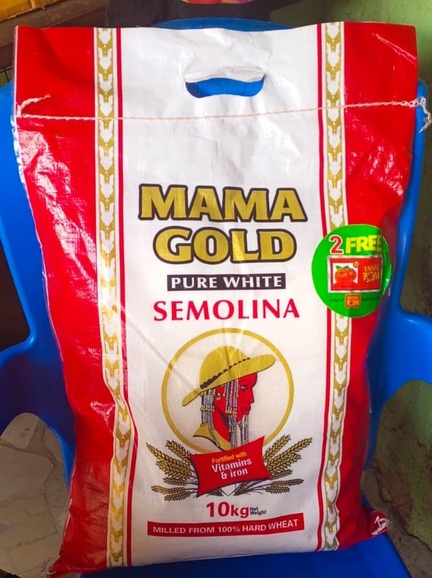 MAMA
GOLD
PURE WHITE
SEMOLINA
2 FREE
TOM
Fortified with
Vitamins
& iron
10kg Net Weight
MILLED FROM 100% HARD WHEAT